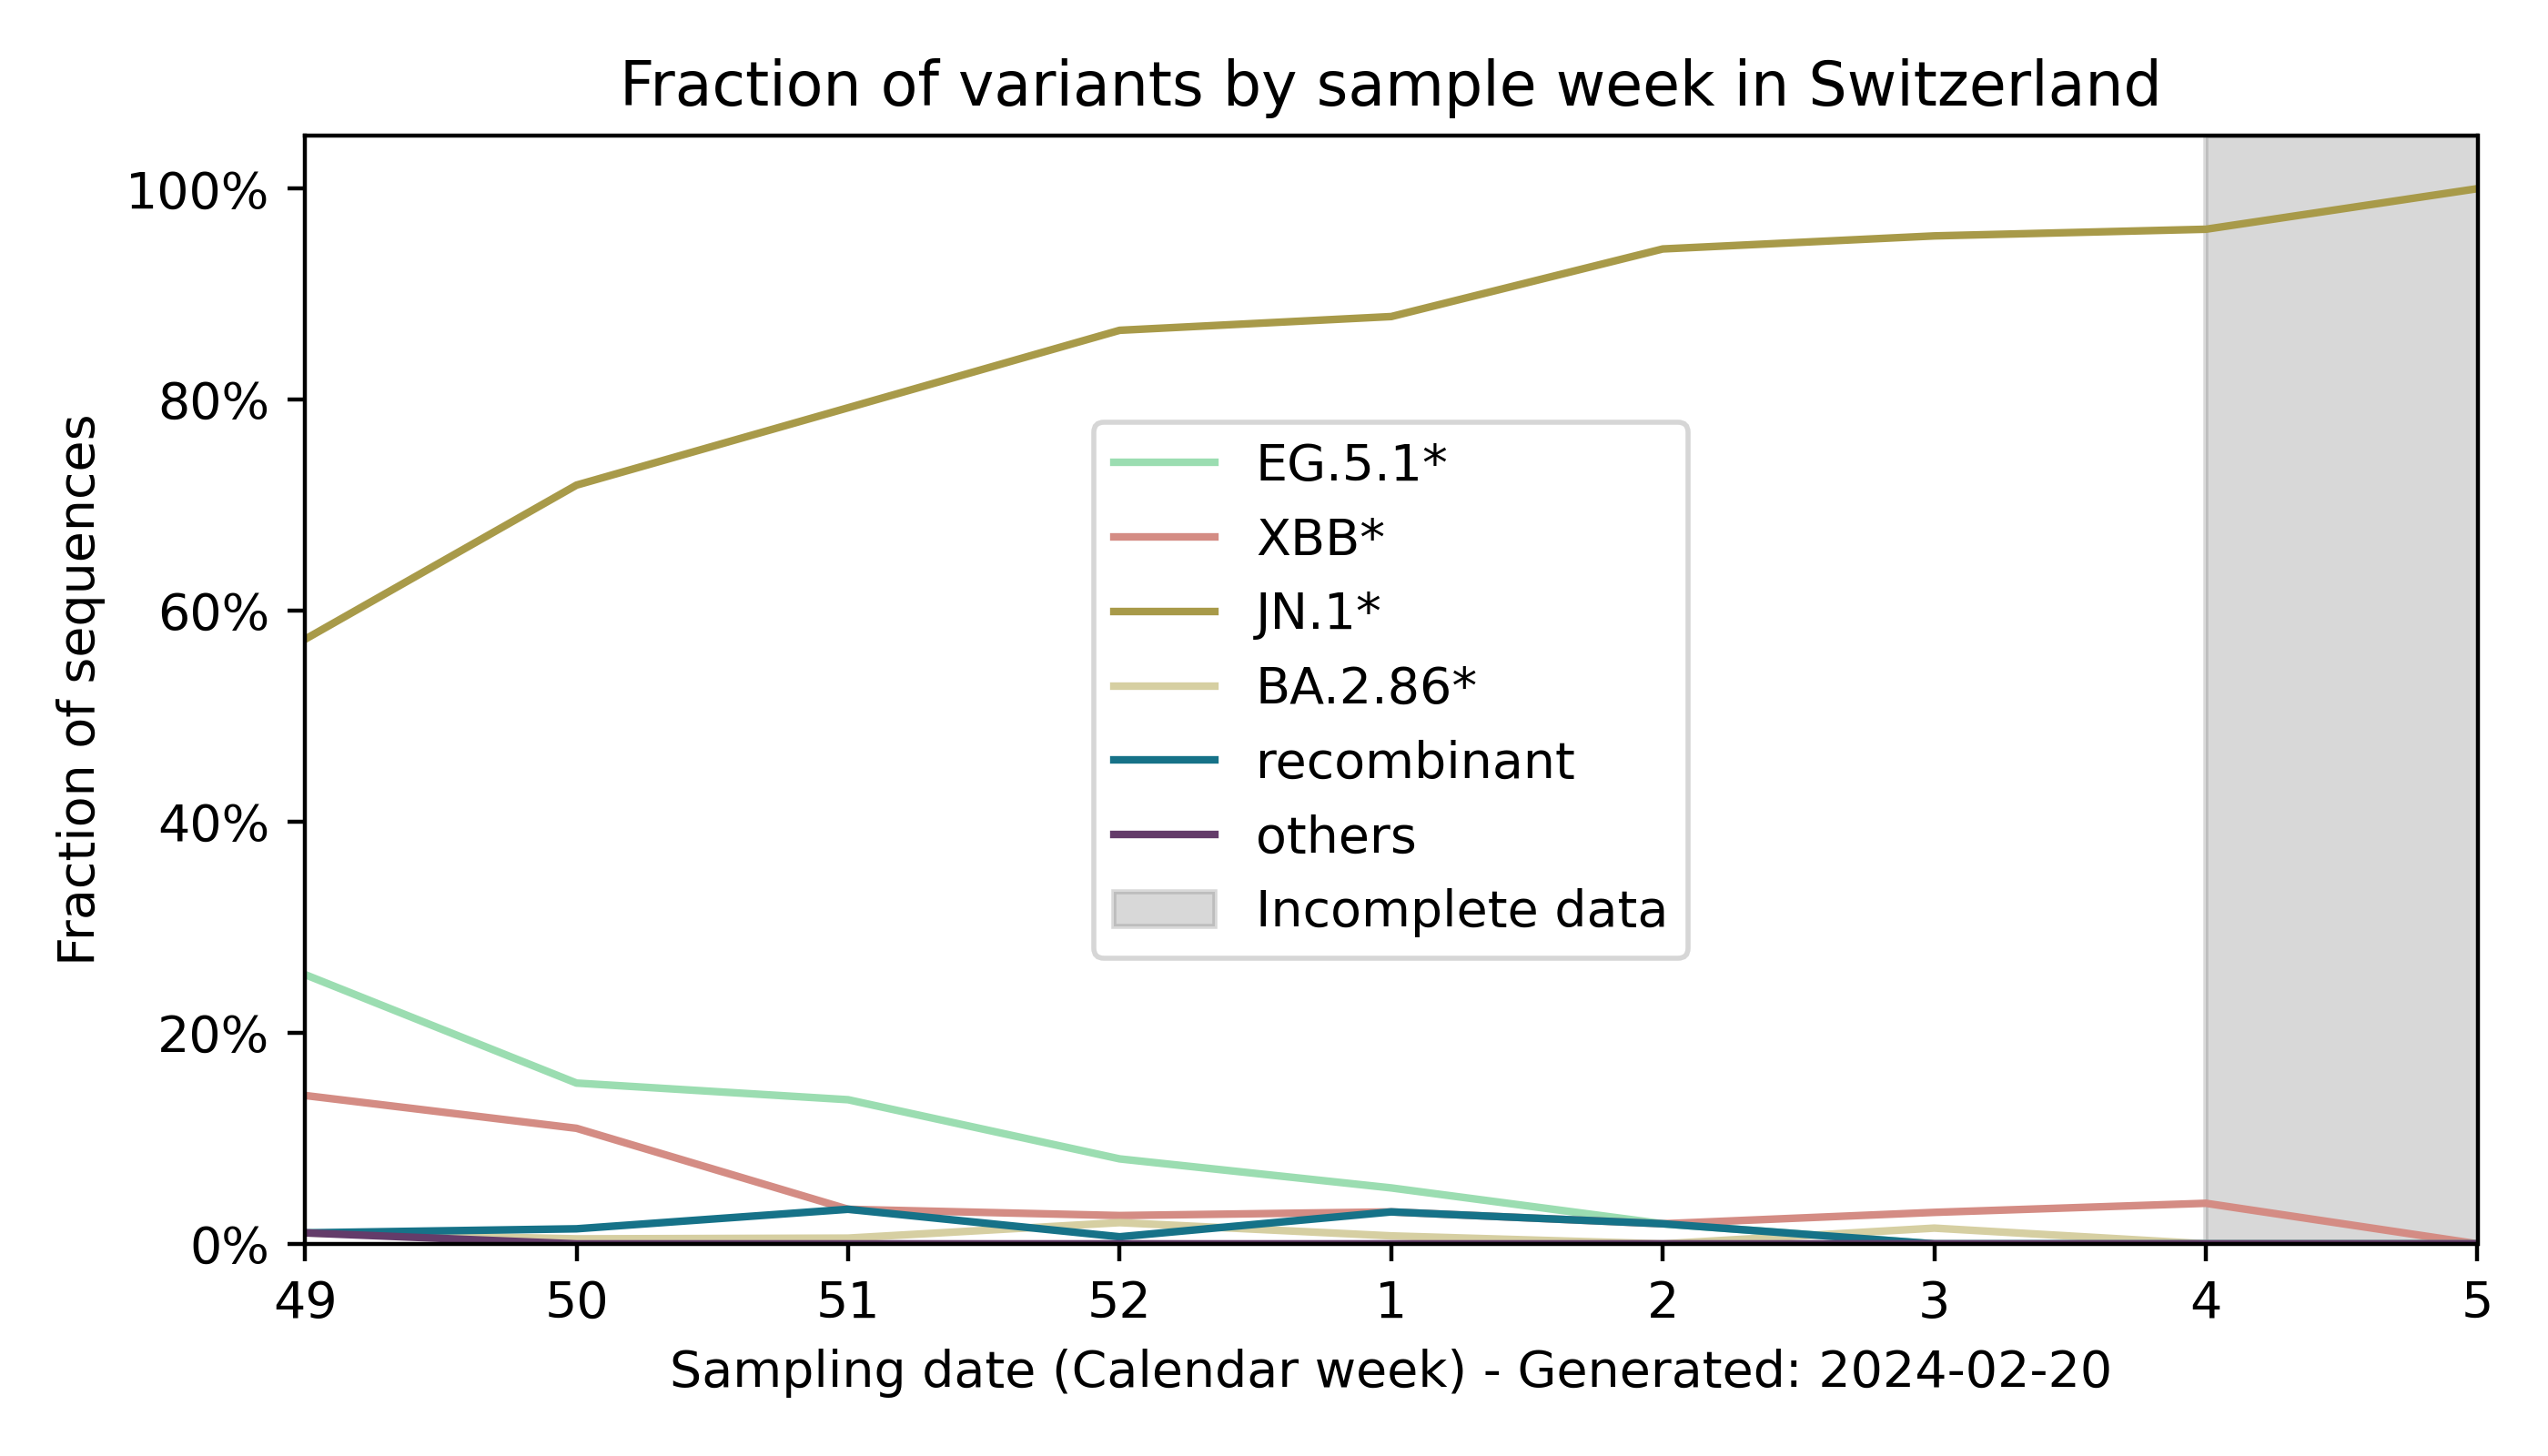 Fraction of variants by sample week in Switzerland
Fraction of sequences
100%
80%
60%
40%
20%
0%
EG.5.1*
XBB*
JN.1*
BA.2.86*
recombinant
others
Incomplete data
49 50 51 52 1 2 3 4 5
Sampling date (Calendar week) - Generated: 2024-02-20